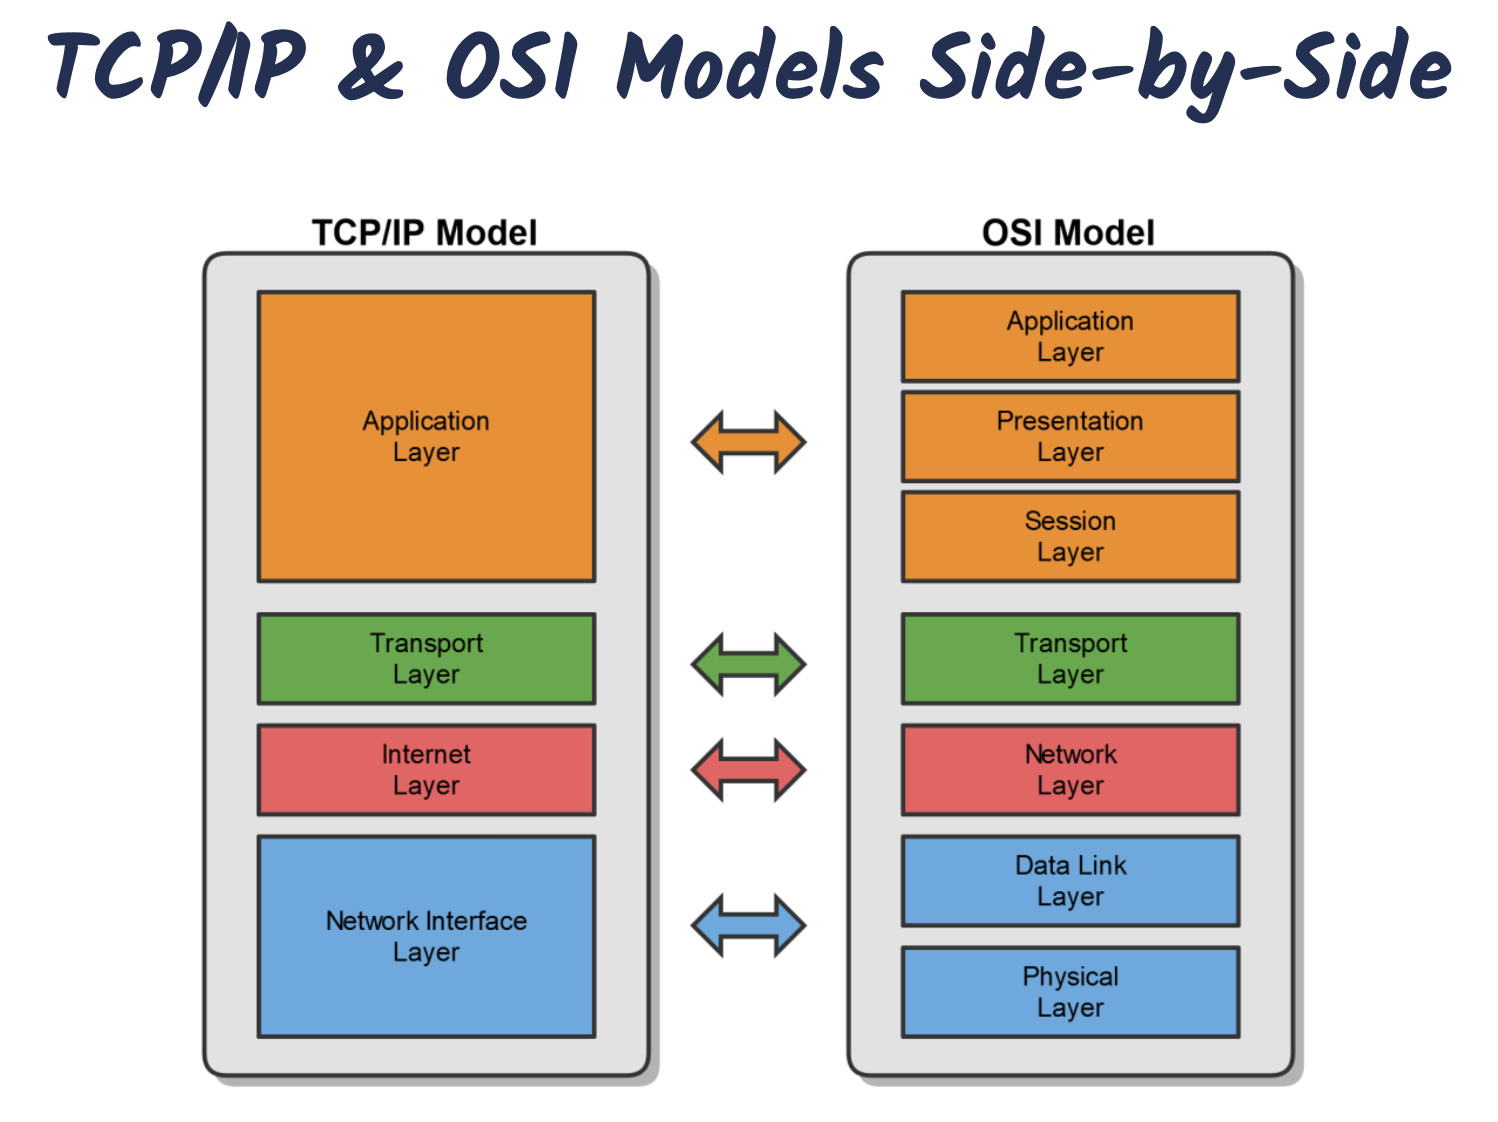 TCP/IP & OSI Models Side-by-Side
TCP/IP Model
Application
Layer
Transport
Layer
Internet
Layer
Network Interface
Layer
OSI Model
Application
Layer
Presentation
Layer
Session
Layer
Transport
Layer
Network
Layer
Data Link
Layer
Physical
Layer